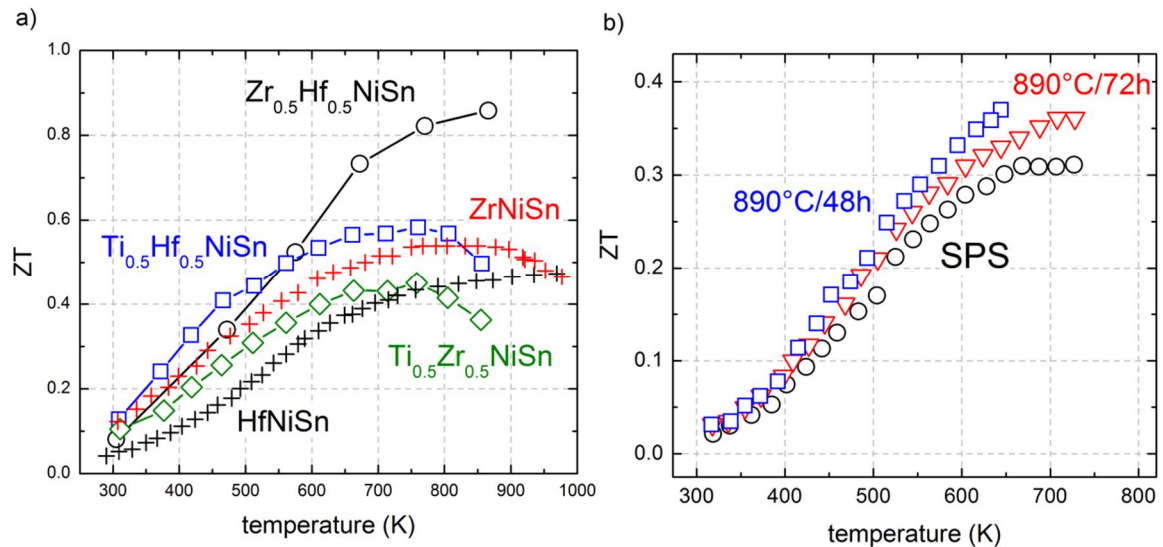 a)
1.0
0.8
0.6
0.4
0.2
0.0
ZT
300 400 500 600 700 800 900 1000
temperature (K)
Zr0.5Hf0.5NiSn
ZrNiSn
Ti0.5Hf0.5NiSn
Ti0.5Zr0.5NiSn
HfNiSn
b)
0.4
0.3
0.2
0.1
0.0
ZT
300 400 500 600 700 800
temperature (K)
890°C/72h
890°C/48h
SPS